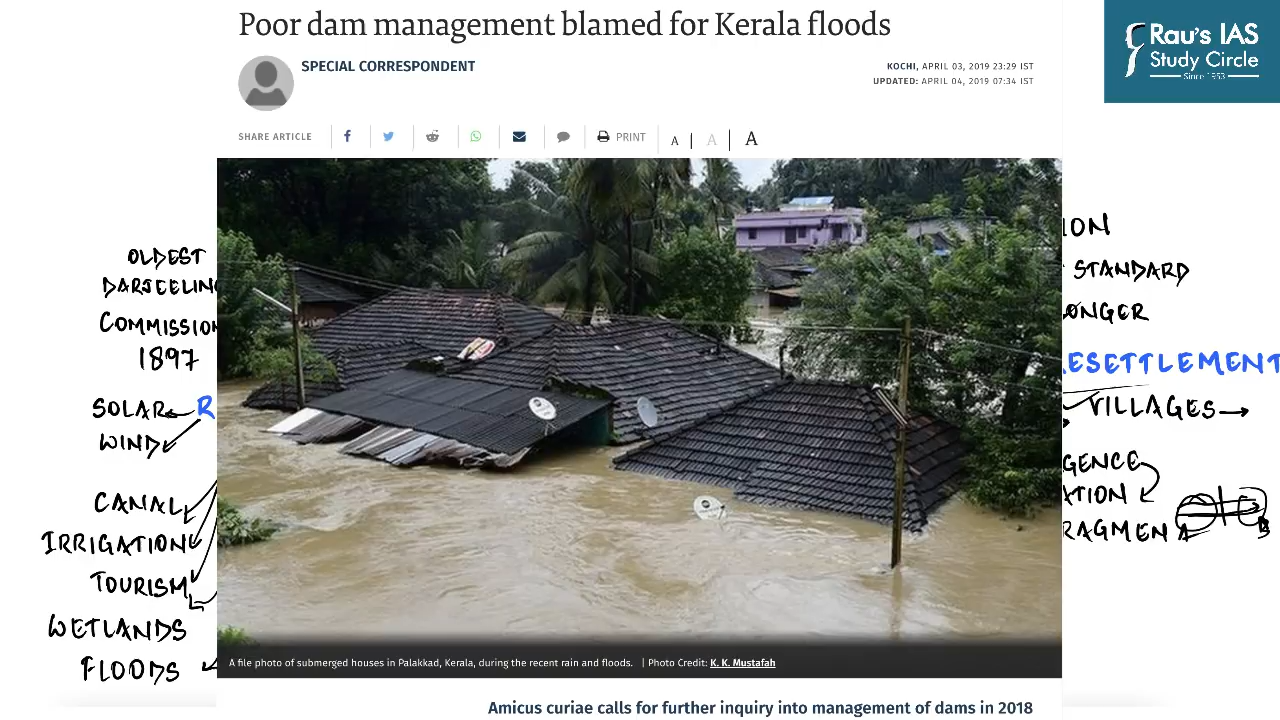 Poor dam management blamed for Kerala floods
Rau's IAS
Study Circle
Since 1953
SPECIAL CORRESPONDENT
KOCHI, APRIL 03, 2019 23:29 IST
UPDATED: APRIL 04, 2019 07:34 IST
SHARE ARTICLE
PRINT
A | A | A
OLDEST
DARJEELIN
COMMISSION
1897
SOLAR R
WIND
CANAL
IRRIGATION
TOURISM
WETLANDS
FLOODS
ION
STANDARD
ONGER
ESETTLEMENT
VILLAGES
GENCE
ATION
RAGMEN
A file photo of submerged houses in Palakkad, Kerala, during the recent rain and floods. | Photo Credit: K. K. Mustafah
Amicus curiae calls for further inquiry into management of dams in 2018